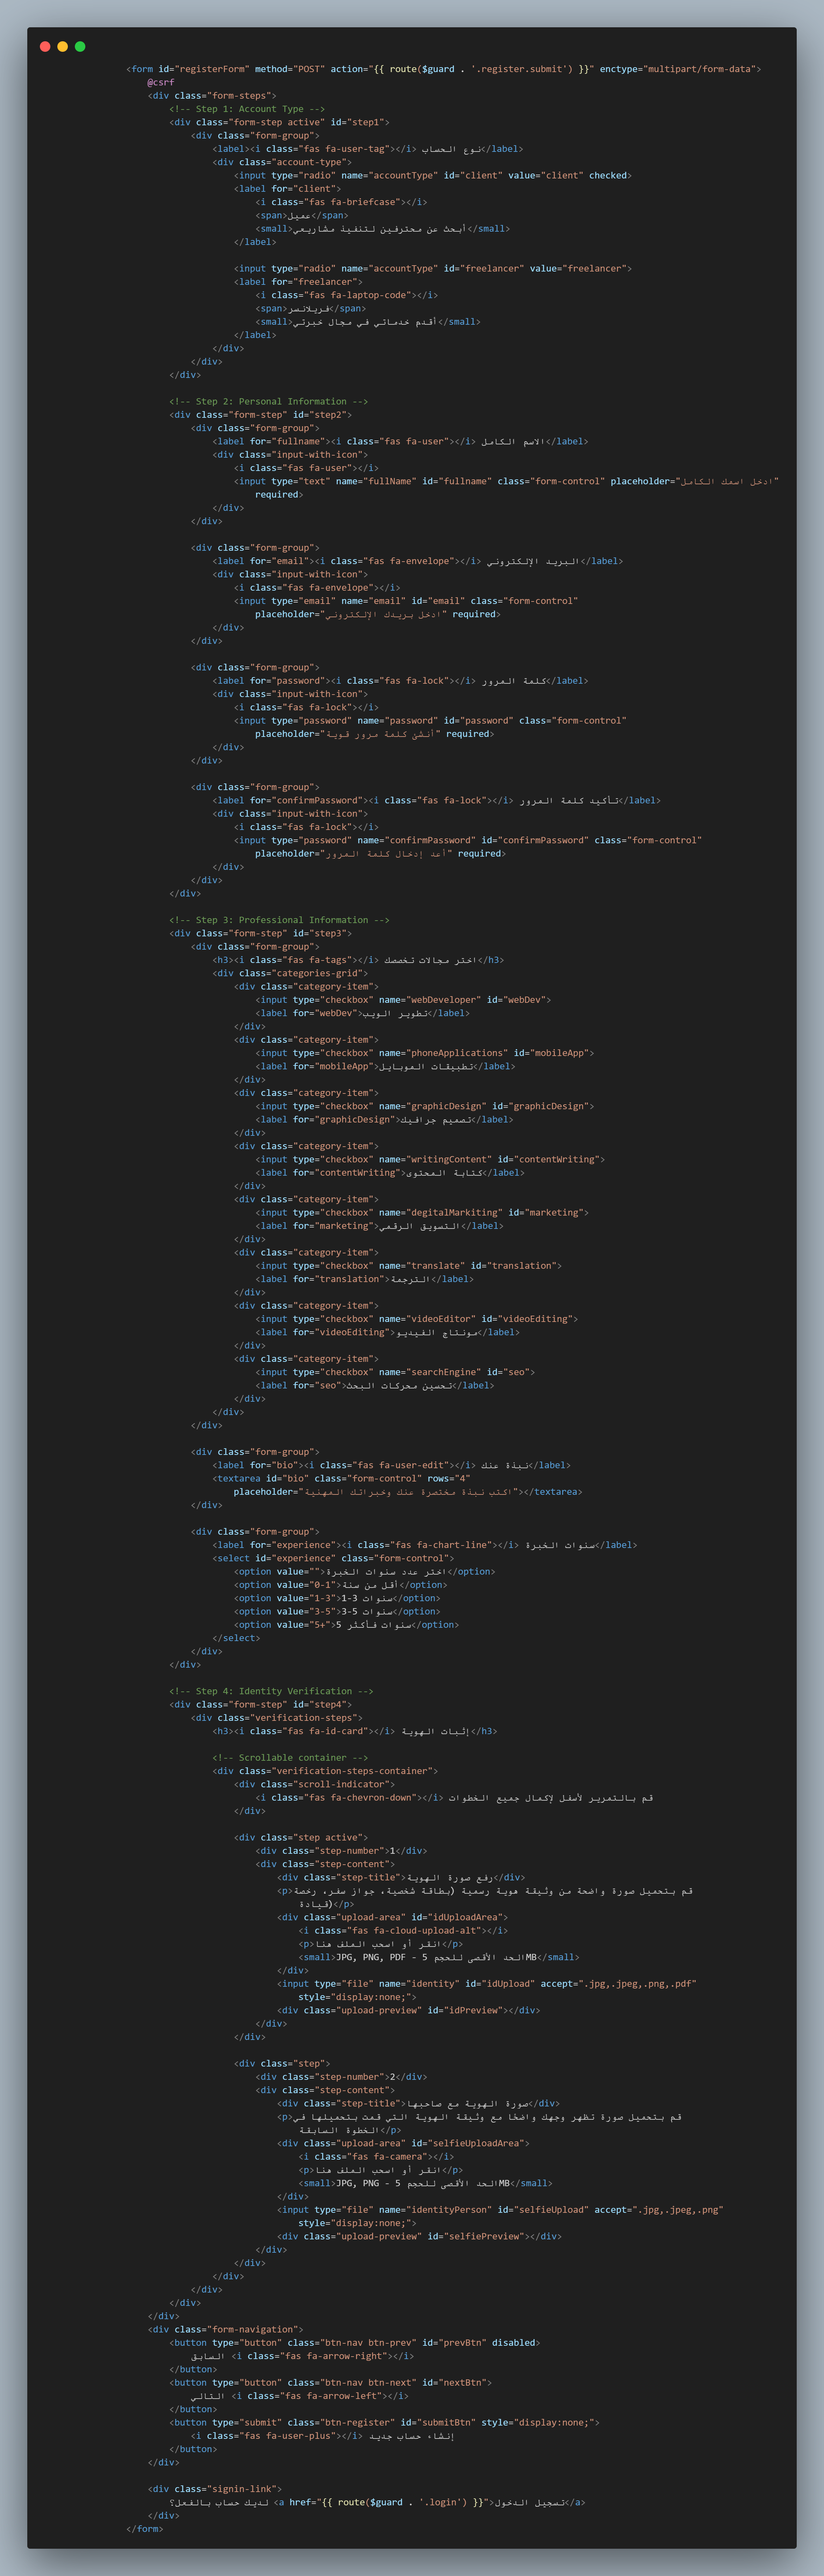 <form id="registerForm" method="POST" action="{{ route($guard . '.register.submit') }}" enctype="multipart/form-data">
@csrf
<div class="form-steps">
<!-- Step 1: Account Type -->
<div class="form-step active" id="step1">
<div class="form-group">
<label><i class="fas fa-user-tag"></i> نوع الحساب</label>
<div class="account-type">
<input type="radio" name="accountType" id="client" value="client" checked>
<label for="client">
<i class="fas fa-briefcase"></i>
<span>عميل</span>
<small>أبحث عن محترفين لتنفيذ مشاريعي</small>
</label>
<input type="radio" name="accountType" id="freelancer" value="freelancer">
<label for="freelancer">
<i class="fas fa-laptop-code"></i>
<span>فريلانسر</span>
<small>أقدم خدماتي في مجال خبرتي</small>
</label>
</div>
</div>
</div>
<!-- Step 2: Personal Information -->
<div class="form-step" id="step2">
<div class="form-group">
<label for="fullname"><i class="fas fa-user"></i> الاسم الكامل</label>
<div class="input-with-icon">
<i class="fas fa-user"></i>
<input type="text" name="fullName" id="fullname" class="form-control" placeholder="ادخل اسمك الكامل"
required>
</div>
</div>
<div class="form-group">
<label for="email"><i class="fas fa-envelope"></i> البريد الإلكتروني</label>
<div class="input-with-icon">
<i class="fas fa-envelope"></i>
<input type="email" name="email" id="email" class="form-control"
placeholder="ادخل بريدك الإلكتروني" required>
</div>
</div>
<div class="form-group">
<label for="password"><i class="fas fa-lock"></i> كلمة المرور</label>
<div class="input-with-icon">
<i class="fas fa-lock"></i>
<input type="password" name="password" id="password" class="form-control"
placeholder="أنشئ كلمة مرور قوية" required>
</div>
</div>
<div class="form-group">
<label for="confirmPassword"><i class="fas fa-lock"></i> تأكيد كلمة المرور</label>
<div class="input-with-icon">
<i class="fas fa-lock"></i>
<input type="password" name="confirmPassword" id="confirmPassword" class="form-control"
placeholder="أعد إدخال كلمة المرور" required>
</div>
</div>
</div>
<!-- Step 3: Professional Information -->
<div class="form-step" id="step3">
<div class="form-group">
<h3><i class="fas fa-tags"></i> اختر مجالات تخصصك</h3>
<div class="categories-grid">
<div class="category-item">
<input type="checkbox" name="webDeveloper" id="webDev">
<label for="webDev">تطوير الويب</label>
</div>
<div class="category-item">
<input type="checkbox" name="phoneApplications" id="mobileApp">
<label for="mobileApp">تطبيقات الموبايل</label>
</div>
<div class="category-item">
<input type="checkbox" name="graphicDesign" id="graphicDesign">
<label for="graphicDesign">تصميم جرافيك</label>
</div>
<div class="category-item">
<input type="checkbox" name="writingContent" id="contentWriting">
<label for="contentWriting">كتابة المحتوى</label>
</div>
<div class="category-item">
<input type="checkbox" name="degitalMarkiting" id="marketing">
<label for="marketing">التسويق الرقمي</label>
</div>
<div class="category-item">
<input type="checkbox" name="translate" id="translation">
<label for="translation">الترجمة</label>
</div>
<div class="category-item">
<input type="checkbox" name="videoEditor" id="videoEditing">
<label for="videoEditing">مونتاج الفيديو</label>
</div>
<div class="category-item">
<input type="checkbox" name="searchEngine" id="seo">
<label for="seo">تحسين محركات البحث</label>
</div>
</div>
</div>
<div class="form-group">
<label for="bio"><i class="fas fa-user-edit"></i> نبذة عنك</label>
<textarea id="bio" class="form-control" rows="4"
placeholder="اكتب نبذة مختصرة عنك وخبراتك المهنية"></textarea>
</div>
<div class="form-group">
<label for="experience"><i class="fas fa-chart-line"></i> سنوات الخبرة</label>
<select id="experience" class="form-control">
<option value="">اختر عدد سنوات الخبرة</option>
<option value="0-1">أقل من سنة</option>
<option value="1-3">1-3 سنوات</option>
<option value="3-5">3-5 سنوات</option>
<option value="5+">5 سنوات فأكثر</option>
</select>
</div>
</div>
<!-- Step 4: Identity Verification -->
<div class="form-step" id="step4">
<div class="verification-steps">
<h3><i class="fas fa-id-card"></i> إثبات الهوية</h3>
<!-- Scrollable container -->
<div class="verification-steps-container">
<div class="scroll-indicator">
<i class="fas fa-chevron-down"></i> قم بالتمرير لأسفل لإكمال جميع الخطوات
</div>
<div class="step active">
<div class="step-number">1</div>
<div class="step-content">
<div class="step-title">رفع صورة الهوية</div>
<p>قم بتحميل صورة واضحة من وثيقة هوية رسمية (بطاقة شخصية، جواز سفر، رخصة
قيادة)</p>
<div class="upload-area" id="idUploadArea">
<i class="fas fa-cloud-upload-alt"></i>
<p>انقر أو اسحب الملف هنا</p>
<small>JPG, PNG, PDF - الحد الأقصى للحجم 5MB</small>
</div>
<input type="file" name="identity" id="idUpload" accept=".jpg,.jpeg,.png,.pdf"
style="display:none;">
<div class="upload-preview" id="idPreview"></div>
</div>
</div>
<div class="step">
<div class="step-number">2</div>
<div class="step-content">
<div class="step-title">صورة الهوية مع صاحبها</div>
<p>قم بتحميل صورة تظهر وجهك واضحًا مع وثيقة الهوية التي قمت بتحميلها في
الخطوة السابقة</p>
<div class="upload-area" id="selfieUploadArea">
<i class="fas fa-camera"></i>
<p>انقر أو اسحب الملف هنا</p>
<small>JPG, PNG - الحد الأقصى للحجم 5MB</small>
</div>
<input type="file" name="identityPerson" id="selfieUpload" accept=".jpg,.jpeg,.png"
style="display:none;">
<div class="upload-preview" id="selfiePreview"></div>
</div>
</div>
</div>
</div>
</div>
</div>
<div class="form-navigation">
<button type="button" class="btn-nav btn-prev" id="prevBtn" disabled>
السابق <i class="fas fa-arrow-right"></i>
</button>
<button type="button" class="btn-nav btn-next" id="nextBtn">
التالي <i class="fas fa-arrow-left"></i>
</button>
<button type="submit" class="btn-register" id="submitBtn" style="display:none;">
<i class="fas fa-user-plus"></i> إنشاء حساب جديد
</button>
</div>
<div class="signin-link">
لديك حساب بالفعل؟ <a href="{{ route($guard . '.login') }}">تسجيل الدخول</a>
</div>
</form>